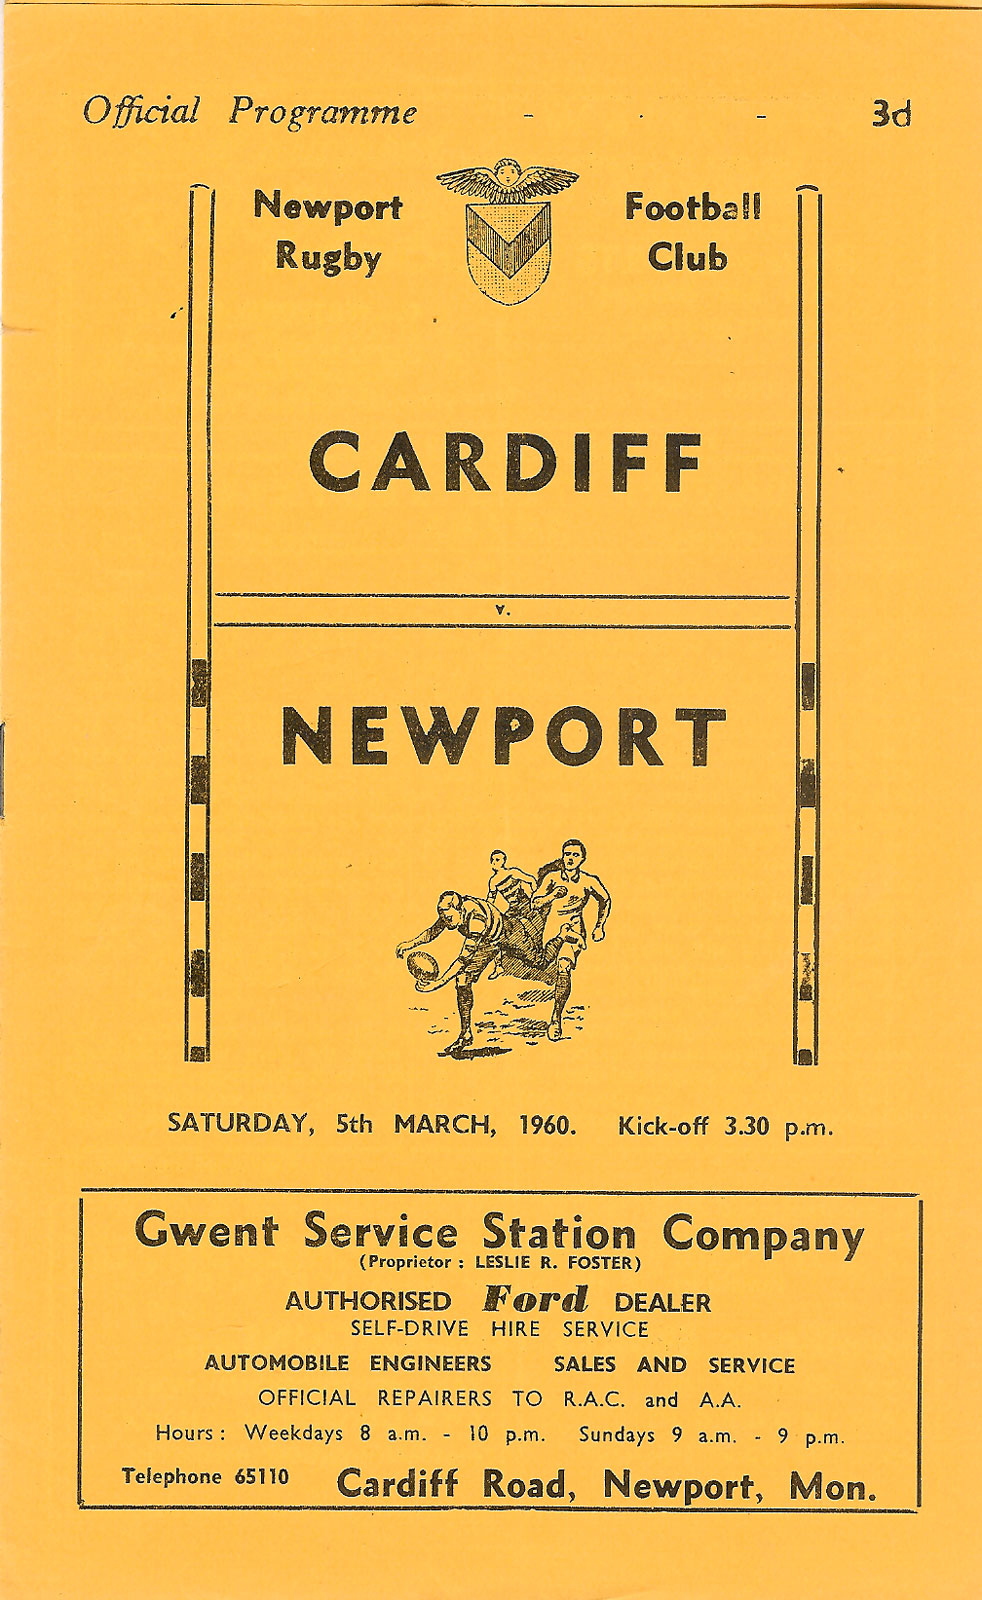 Official Programme - - - 3d
Newport Football
Rugby Club
CARDIFF
v.
NEWPORT
SATURDAY, 5th MARCH, 1960. Kick-off 3.30 p.m.
Gwent Service Station Company
(Proprietor : LESLIE R. FOSTER)
AUTHORISED Ford DEALER
SELF-DRIVE HIRE SERVICE
AUTOMOBILE ENGINEERS SALES AND SERVICE
OFFICIAL REPAIRERS TO R.A.C. and A.A.
Hours : Weekdays 8 a.m. - 10 p.m. Sundays 9 a.m. - 9 p.m.
Telephone 65110 Cardiff Road, Newport, Mon.